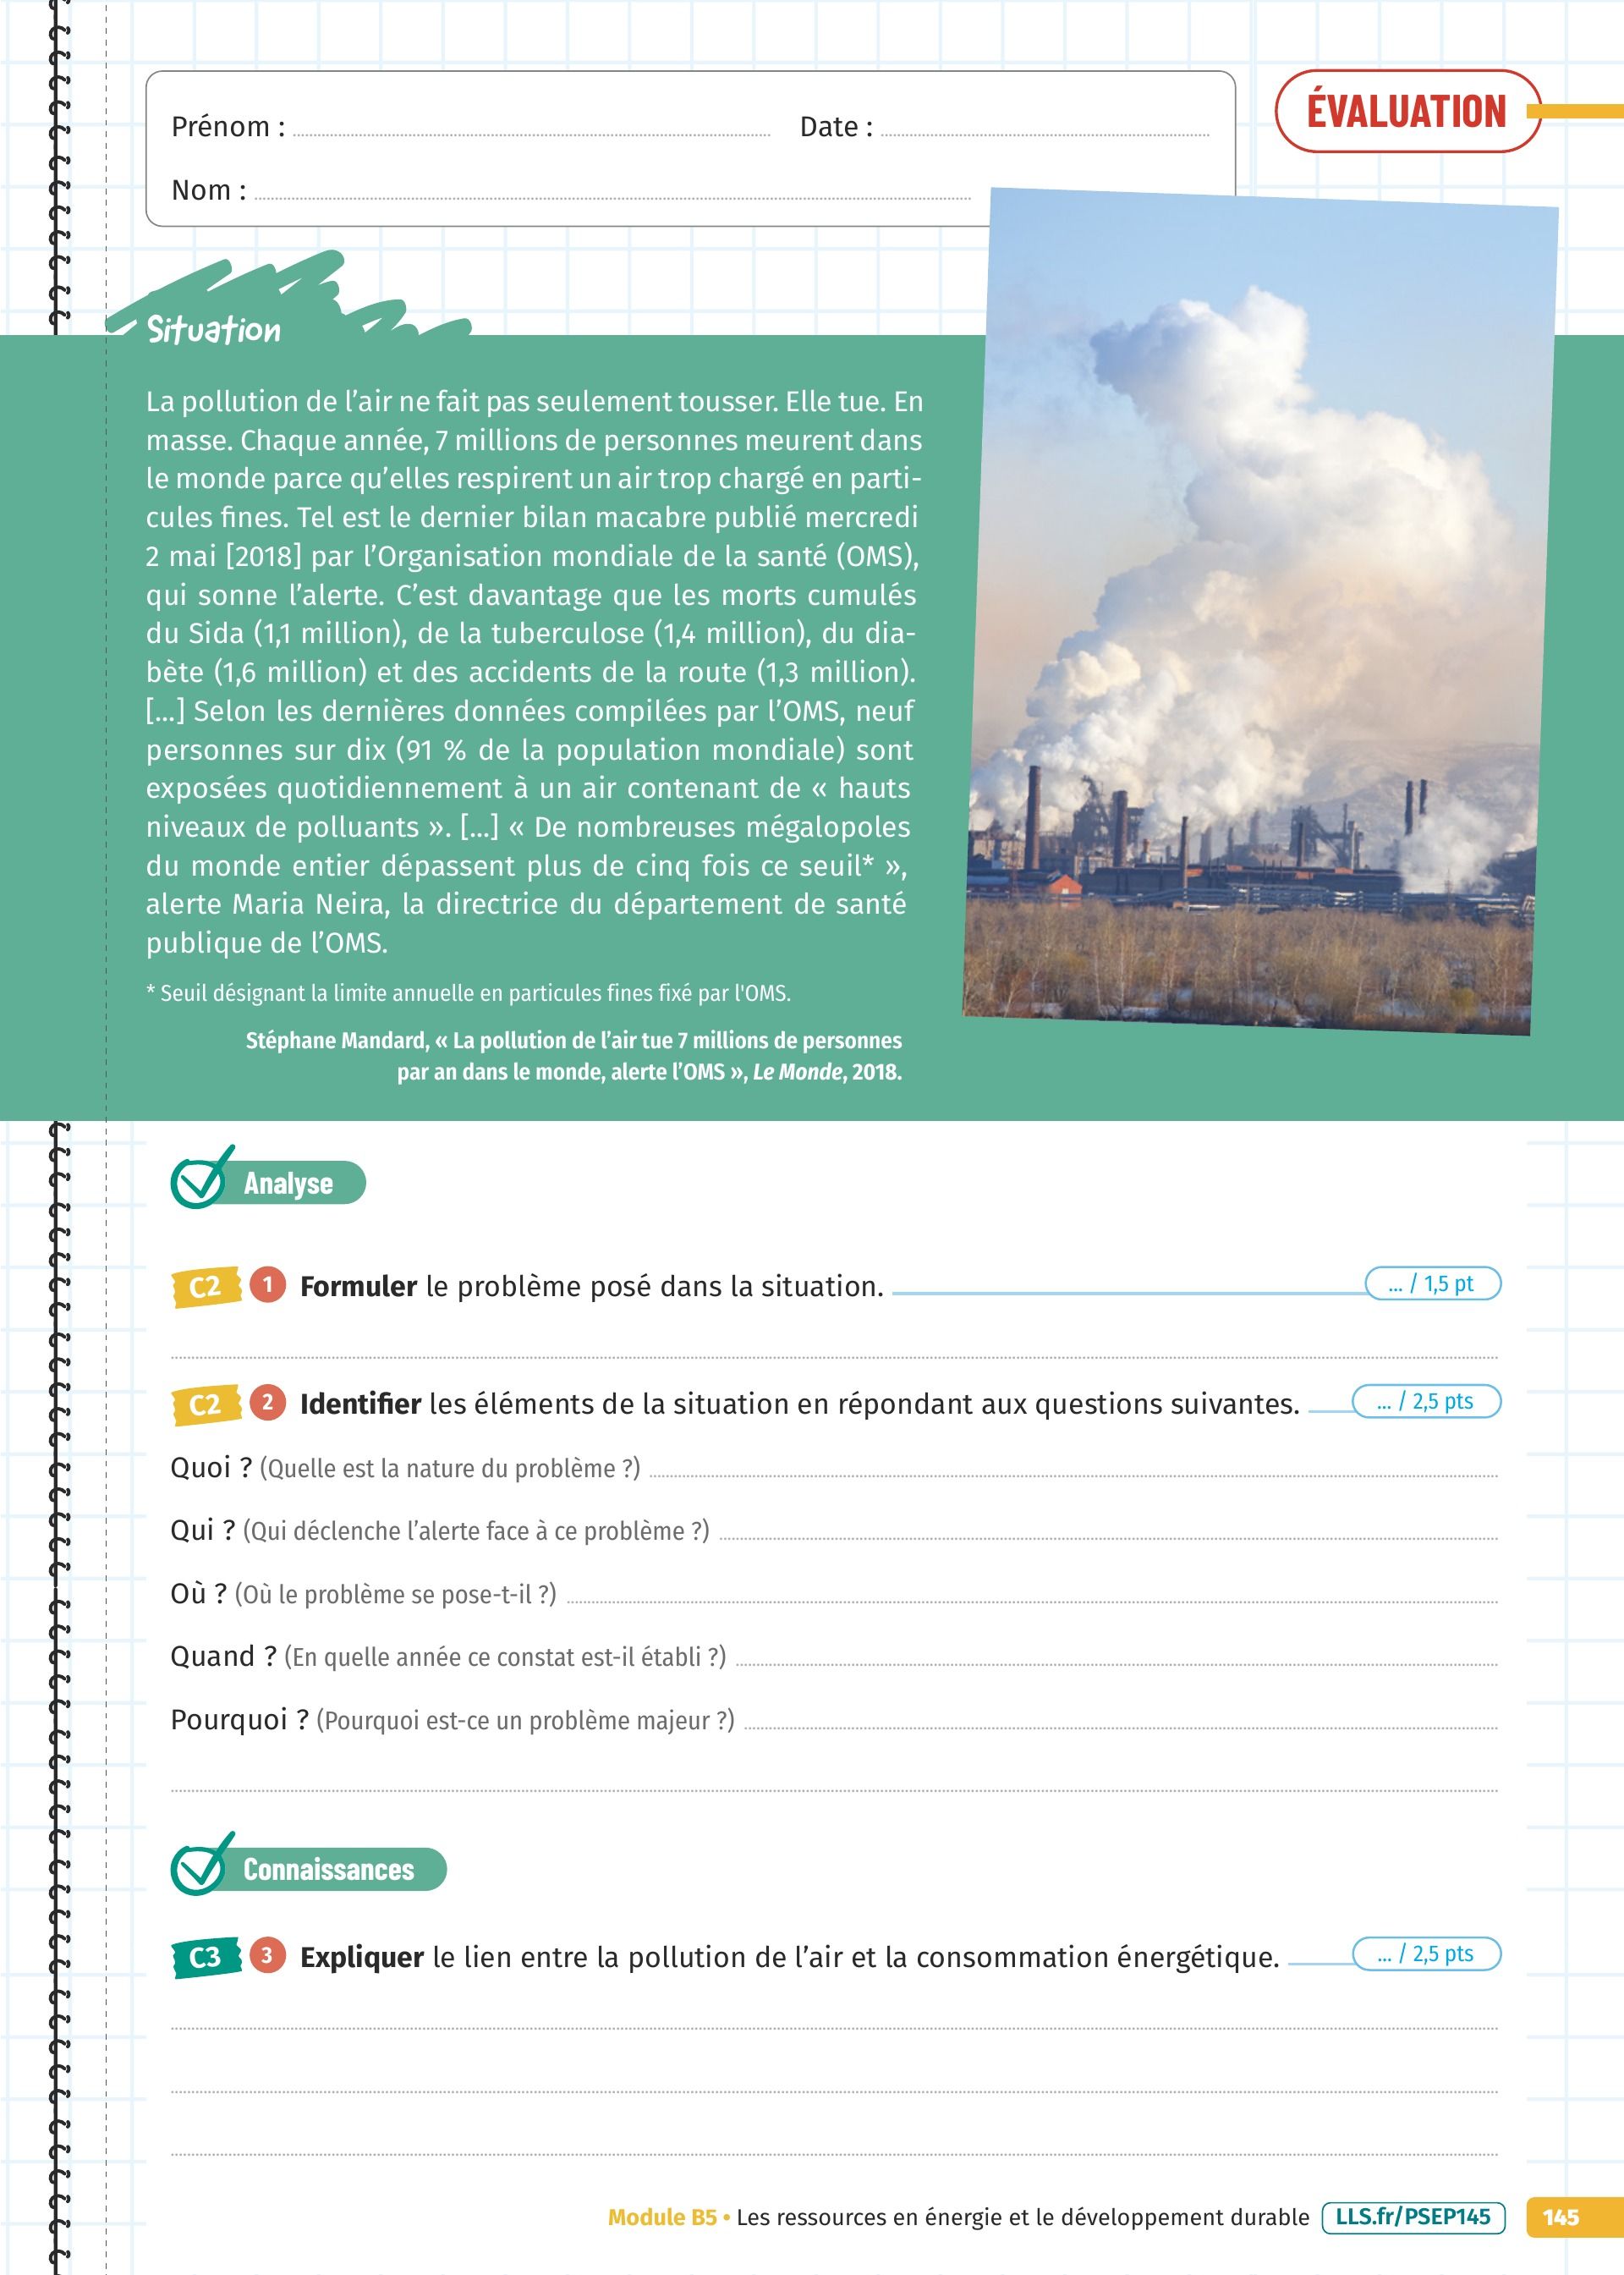 Prénom :
Date :
ÉVALUATION
Nom :
Situation
La pollution de l’air ne fait pas seulement tousser. Elle tue. En
masse. Chaque année, 7 millions de personnes meurent dans
le monde parce qu’elles respirent un air trop chargé en parti-
cules fines. Tel est le dernier bilan macabre publié mercredi
2 mai [2018] par l’Organisation mondiale de la santé (OMS),
qui sonne l’alerte. C’est davantage que les morts cumulés
du Sida (1,1 million), de la tuberculose (1,4 million), du dia-
bète (1,6 million) et des accidents de la route (1,3 million).
[...] Selon les dernières données compilées par l’OMS, neuf
personnes sur dix (91 % de la population mondiale) sont
exposées quotidiennement à un air contenant de « hauts
niveaux de polluants ». [...] « De nombreuses mégalopoles
du monde entier dépassent plus de cinq fois ce seuil* »,
alerte Maria Neira, la directrice du département de santé
publique de l’OMS.
* Seuil désignant la limite annuelle en particules fines fixé par l'OMS.
Stéphane Mandard, « La pollution de l’air tue 7 millions de personnes
par an dans le monde, alerte l’OMS », Le Monde, 2018.
Analyse
C2 1 Formuler le problème posé dans la situation. ... / 1,5 pt
C2 2 Identifier les éléments de la situation en répondant aux questions suivantes. ... / 2,5 pts
Quoi ? (Quelle est la nature du problème ?)
Qui ? (Qui déclenche l’alerte face à ce problème ?)
Où ? (Où le problème se pose-t-il ?)
Quand ? (En quelle année ce constat est-il établi ?)
Pourquoi ? (Pourquoi est-ce un problème majeur ?)
Connaissances
C3 3 Expliquer le lien entre la pollution de l’air et la consommation énergétique. ... / 2,5 pts
Module B5 • Les ressources en énergie et le développement durable LLS.fr/PSEP145 145